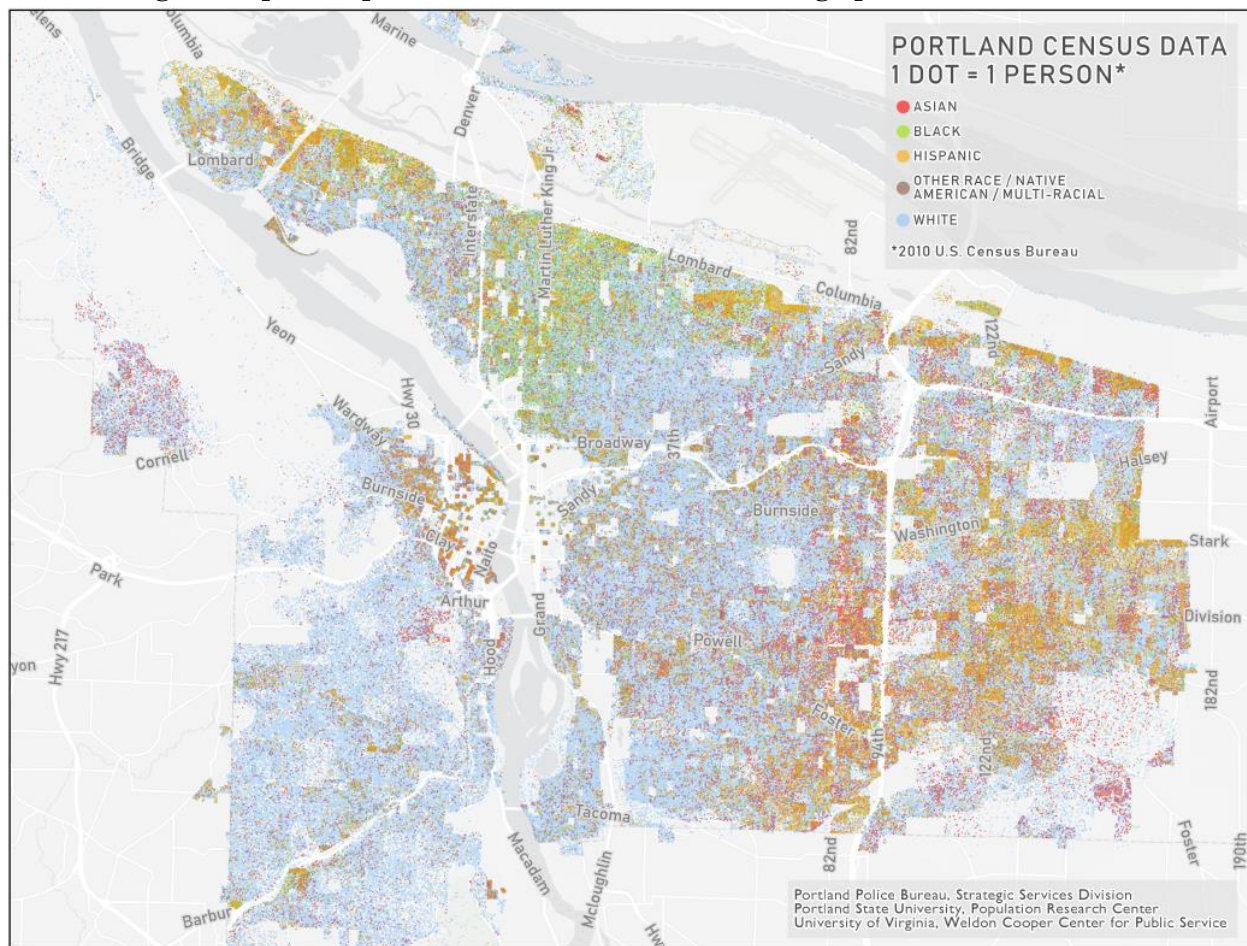 PORTLAND CENSUS DATA
1 DOT = 1 PERSON*
ASIAN
BLACK
HISPANIC
OTHER RACE / NATIVE
AMERICAN / MULTI-RACIAL
WHITE
*2010 U.S. Census Bureau
elens
Columbia
Marine
Denver
Bridge
Lombard
Interstate
Martin Luther King Jr.
Lombard
82nd
Columbia
122nd
Sandy
Airport
Yeon
Hwy 30
Wardway
Cornell
Broadway
37th
Halsey
Burnside
Sandy
Burnside
Washington
Clay
Naito
Stark
Park
Arthur
Grand
Division
Hwy 217
yon
Hood
Powell
182nd
Foster
94th
122nd
Tacoma
82nd
Foster
190th
Macadam
Mcloughlin
Barbur
Hw
Portland Police Bureau, Strategic Services Division
Portland State University, Population Research Center
University of Virginia, Weldon Cooper Center for Public Service